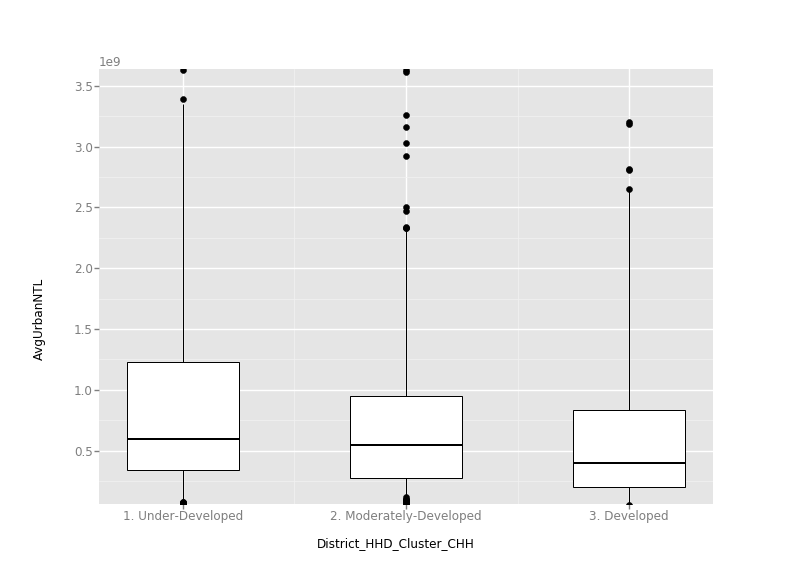 1e9
3.5
3.0
2.5
2.0
1.5
1.0
0.5
AvgUrbanNTL
1. Under-Developed
2. Moderately-Developed
3. Developed
District_HHD_Cluster_CHH